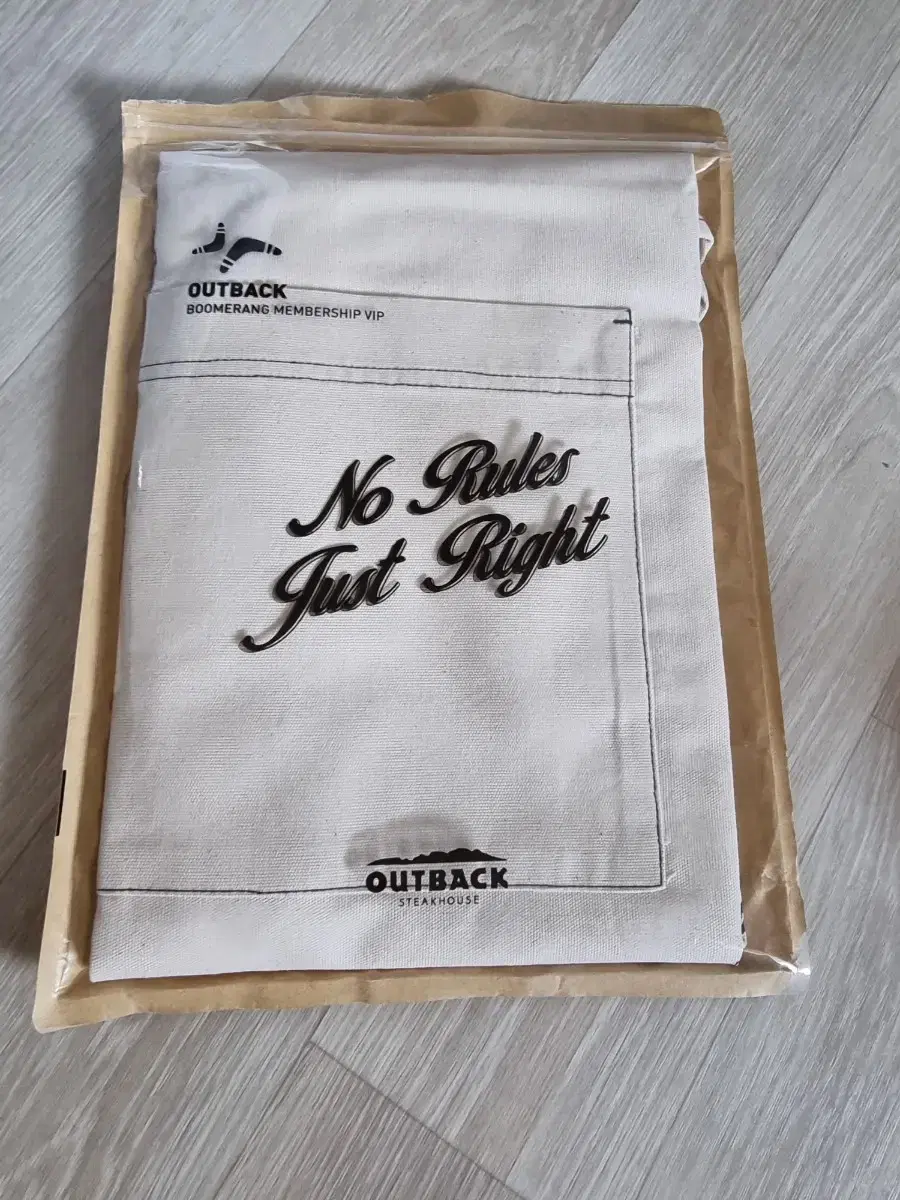 OUTBACK
BOOMERANG MEMBERSHIP VIP
No Rules
Just Right
OUTBACK
STEAKHOUSE